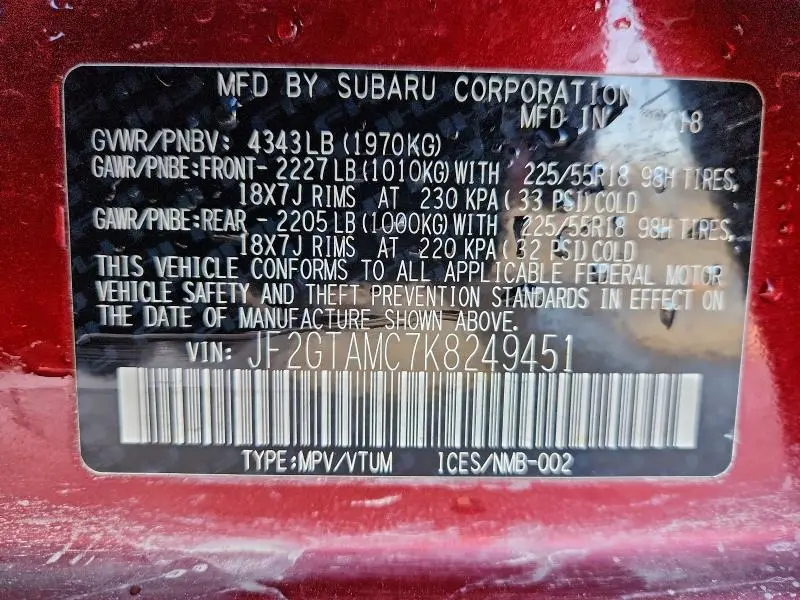 MFD BY SUBARU CORPORATION
MFD IN 18
GVWR/PNBV: 4343LB (1970KG)
GAWR/PNBE:FRONT- 2227LB (1010KG)WITH 225/55R18 98H TIRES,
18X7J RIMS AT 230 KPA( 33 PSI)COLD
GAWR/PNBE:REAR - 2205LB (1000KG)WITH 225/55R18 98H TIRES,
18X7J RIMS AT 220 KPA( 32 PSI)COLD
THIS VEHICLE CONFORMS TO ALL APPLICABLE FEDERAL MOTOR
VEHICLE SAFETY AND THEFT PREVENTION STANDARDS IN EFFECT ON
THE DATE OF MANUFACTURE SHOWN ABOVE.
VIN: JF2GTAMC7K8249451
TYPE:MPV/VTUM ICES/NMB-002